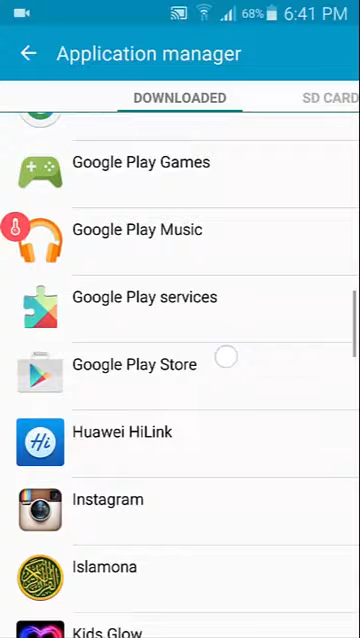 68% 6:41 PM
Application manager
DOWNLOADED SD CARD
Google Play Games
Google Play Music
Google Play services
Google Play Store
Hi
Huawei HiLink
Instagram
Islamona
Kids Glow